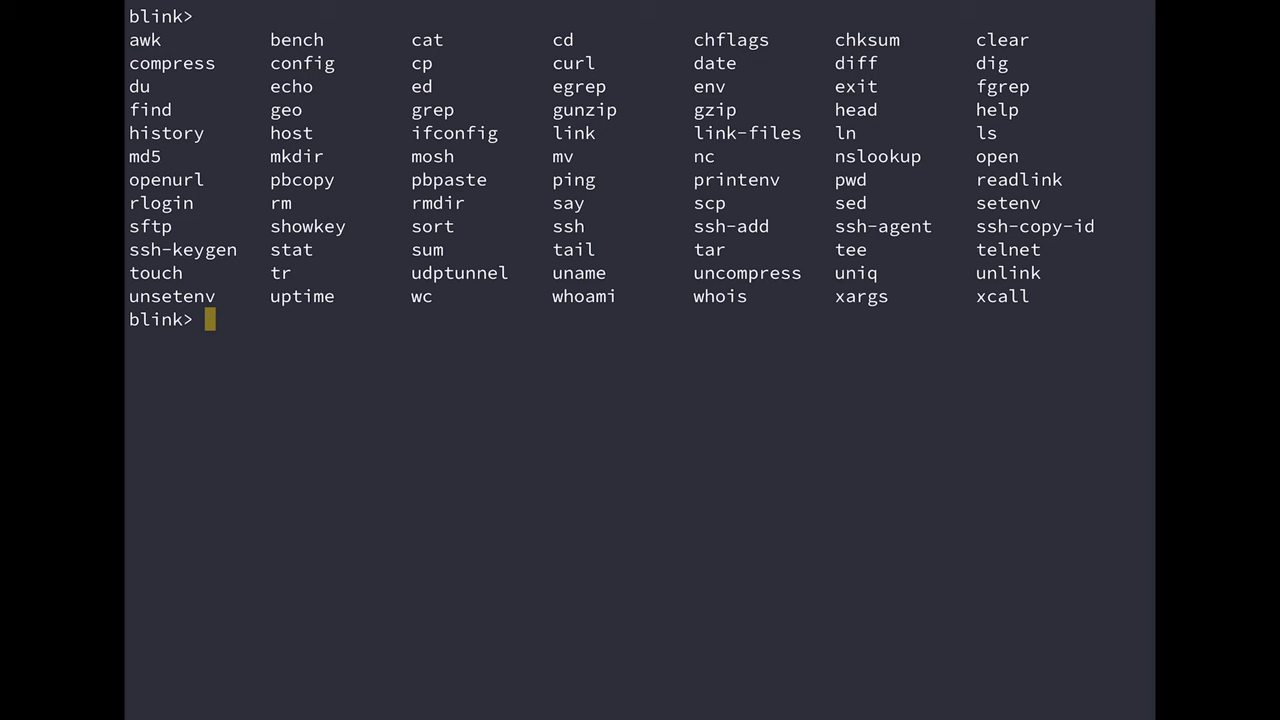 blink>
awk bench cat cd chflags chksum clear
compress config cp curl date diff dig
du echo ed egrep env exit fgrep
find geo grep gunzip gzip head help
history host ifconfig link link-files ln ls
md5 mkdir mosh mv nc nslookup open
openurl pbcopy pbpaste ping printenv pwd readlink
rlogin rm rmdir say scp sed setenv
sftp showkey sort ssh ssh-add ssh-agent ssh-copy-id
ssh-keygen stat sum tail tar tee telnet
touch tr udptunnel uname uncompress uniq unlink
unsetenv uptime wc whoami whois xargs xcall
blink>